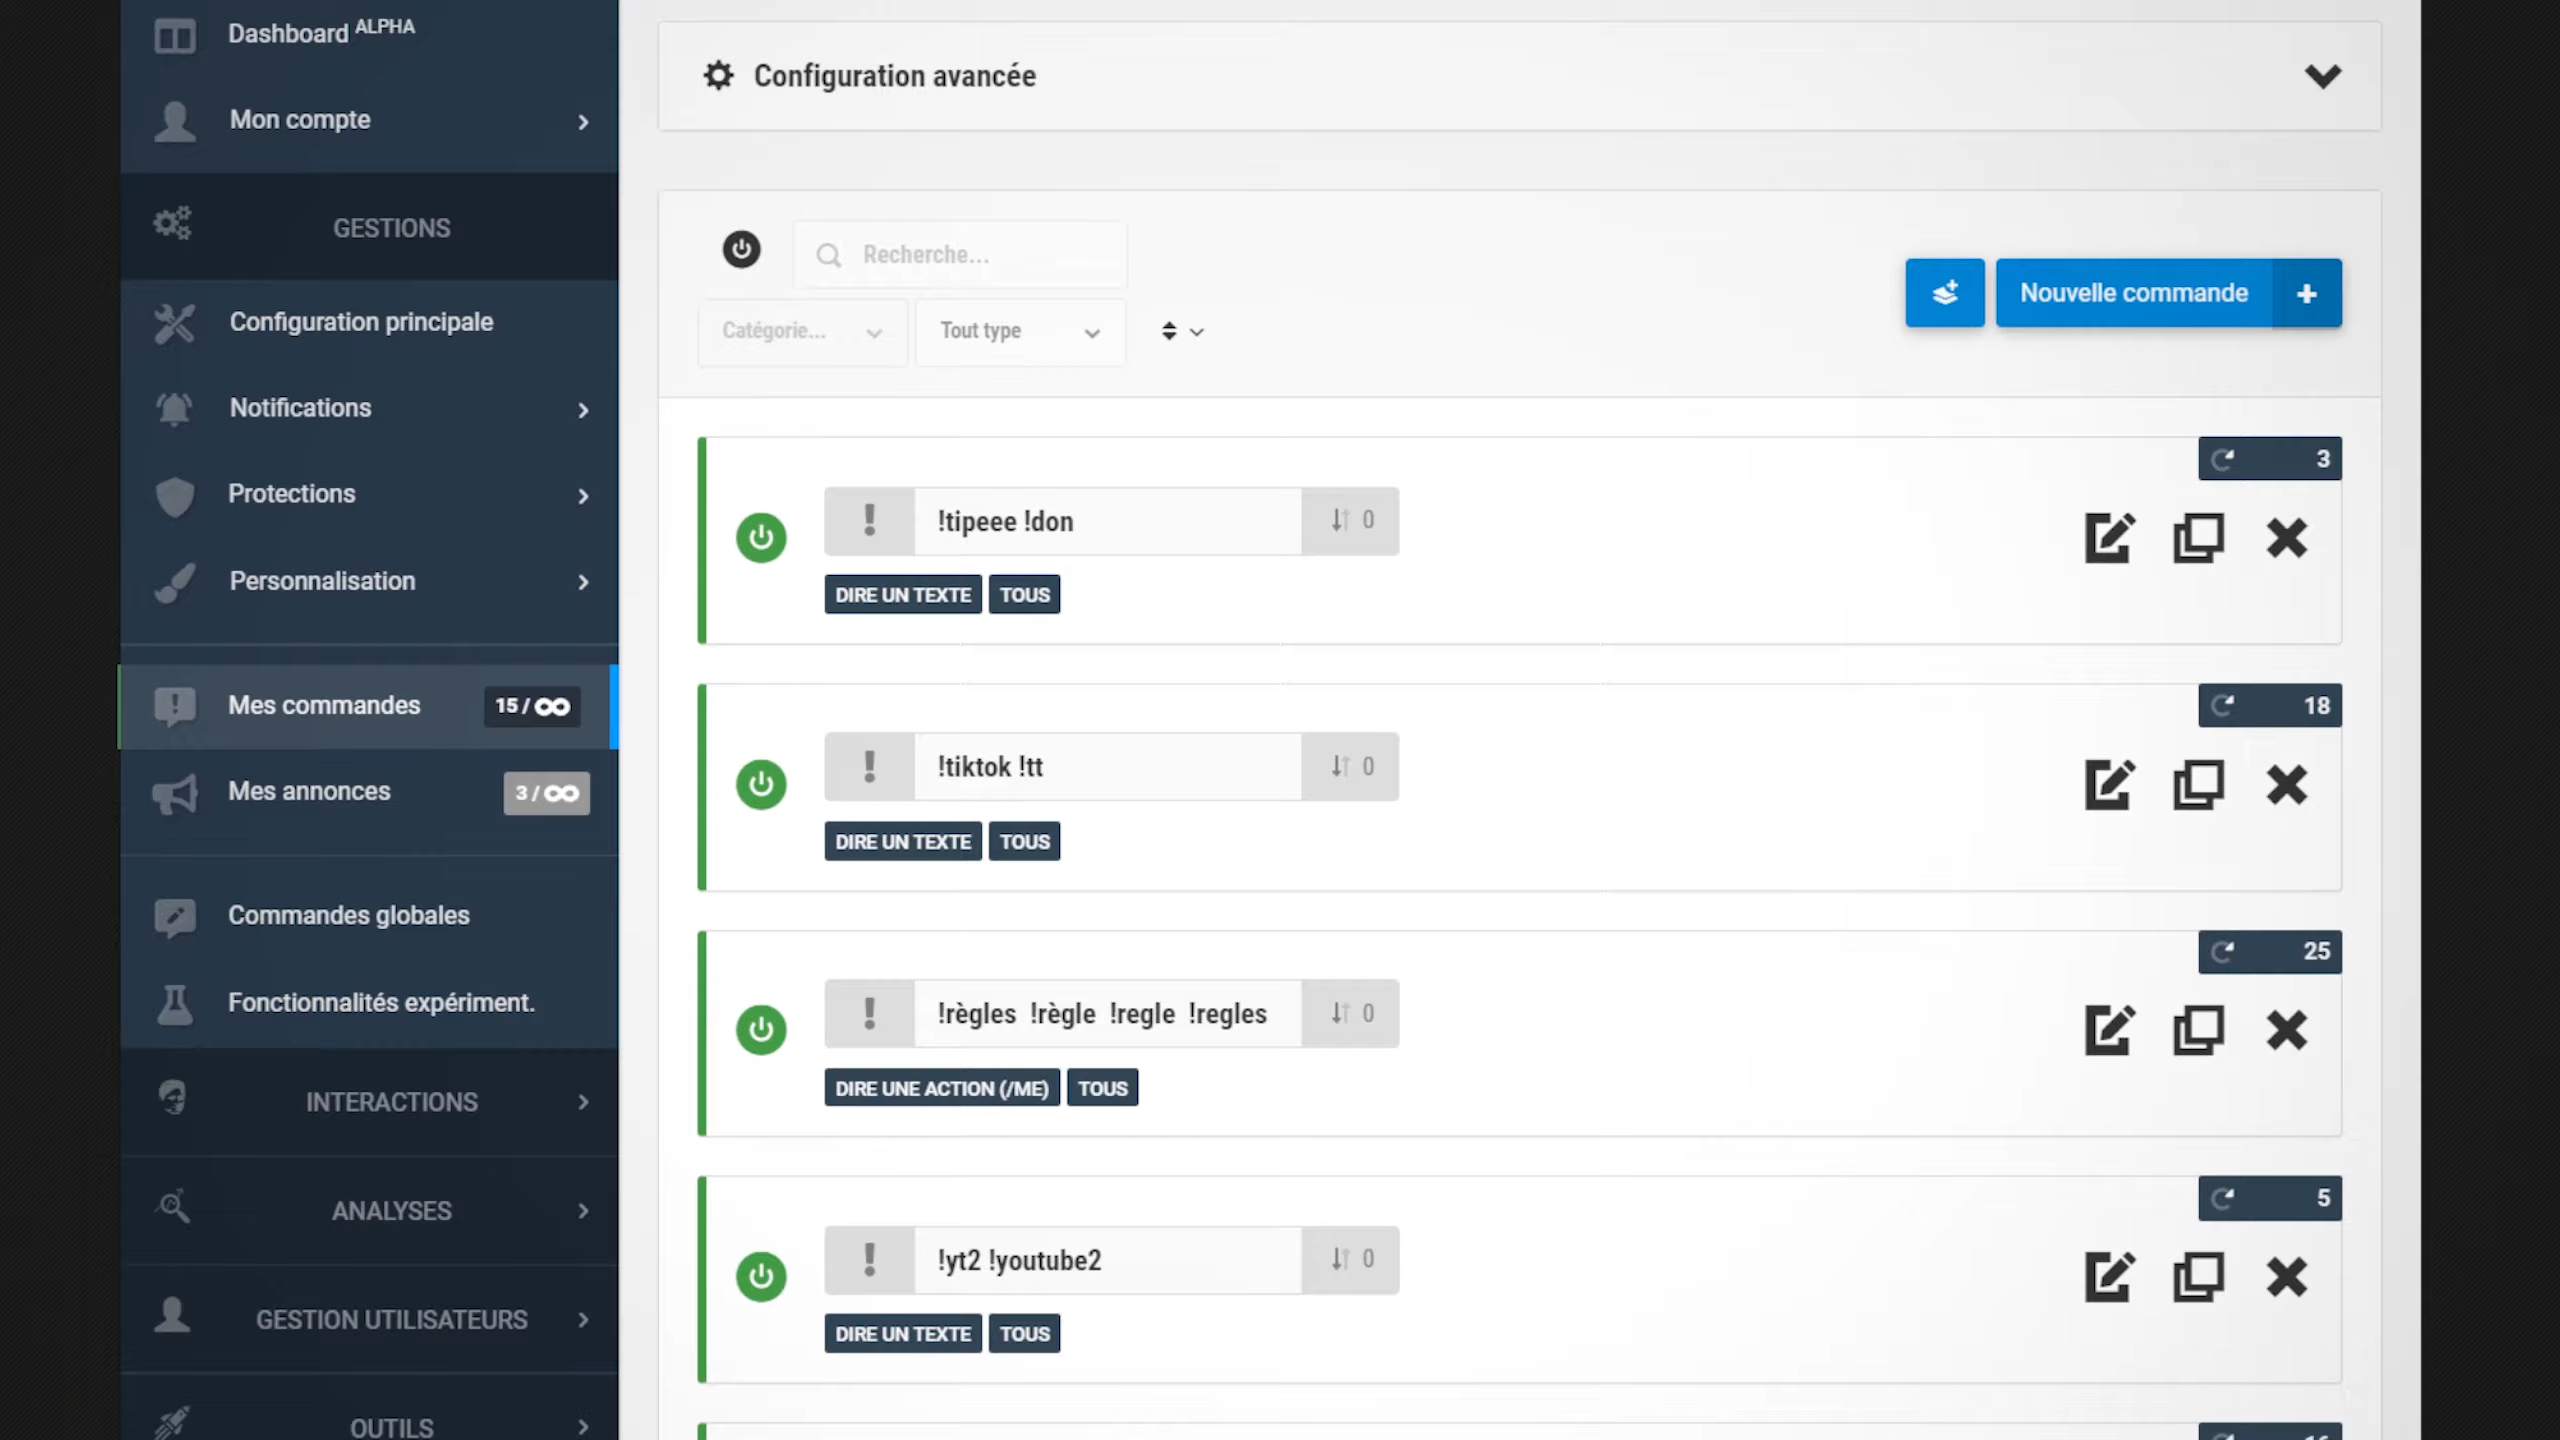 Dashboard ALPHA
Mon compte
GESTIONS
Configuration principale
Notifications
Protections
Personnalisation
Mes commandes 15 / ∞
Mes annonces 3 / ∞
Commandes globales
Fonctionnalités expériment.
INTERACTIONS
ANALYSES
GESTION UTILISATEURS
OUTILS
Configuration avancée
Recherche...
Catégorie... Tout type
Nouvelle commande +
3
! !tipeee !don 0
DIRE UN TEXTE TOUS
18
! !tiktok !tt 0
DIRE UN TEXTE TOUS
25
! !règles !règle !regle !regles 0
DIRE UNE ACTION (/ME) TOUS
5
! !yt2 !youtube2 0
DIRE UN TEXTE TOUS